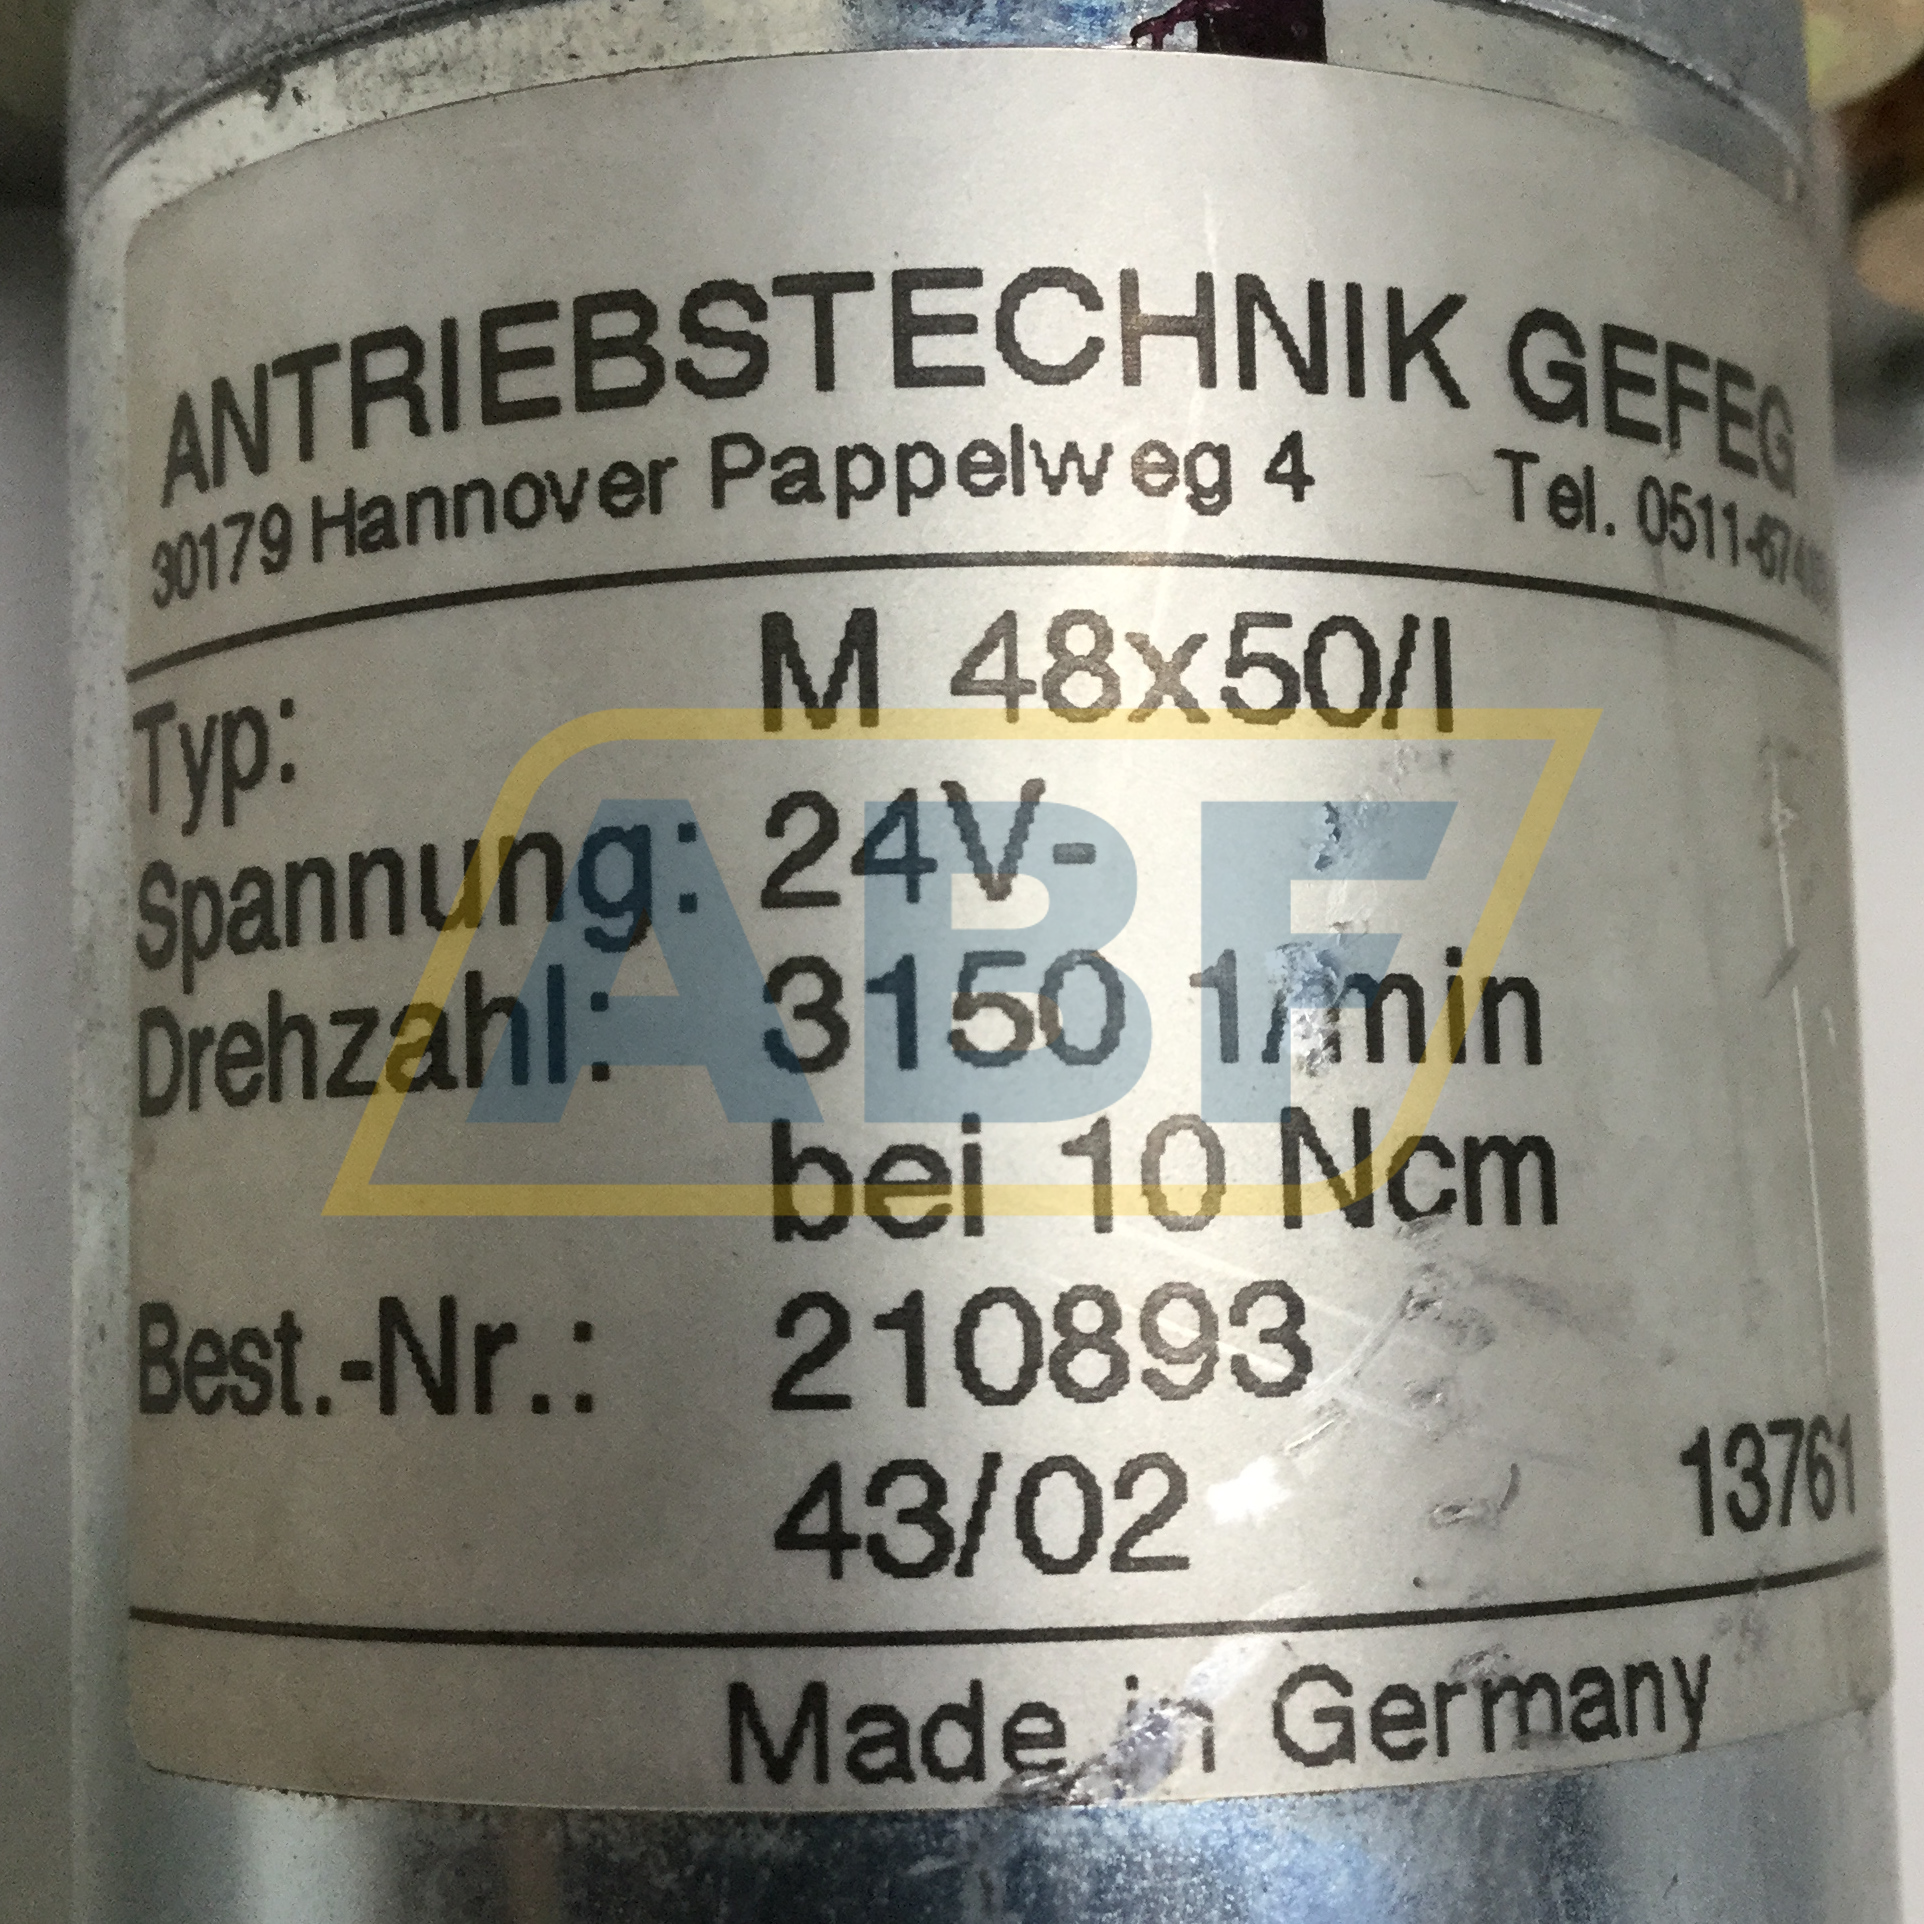 ANTRIEBSTECHNIK GEFEG
30179 Hannover Pappelweg 4 Tel.
Typ: M 48x50/I
Spannung: 24V-
Drehzahl: 3150 1/min
bei 10 Ncm
Best.-Nr.: 210893
43/02 13761
Made in Germany
ABF